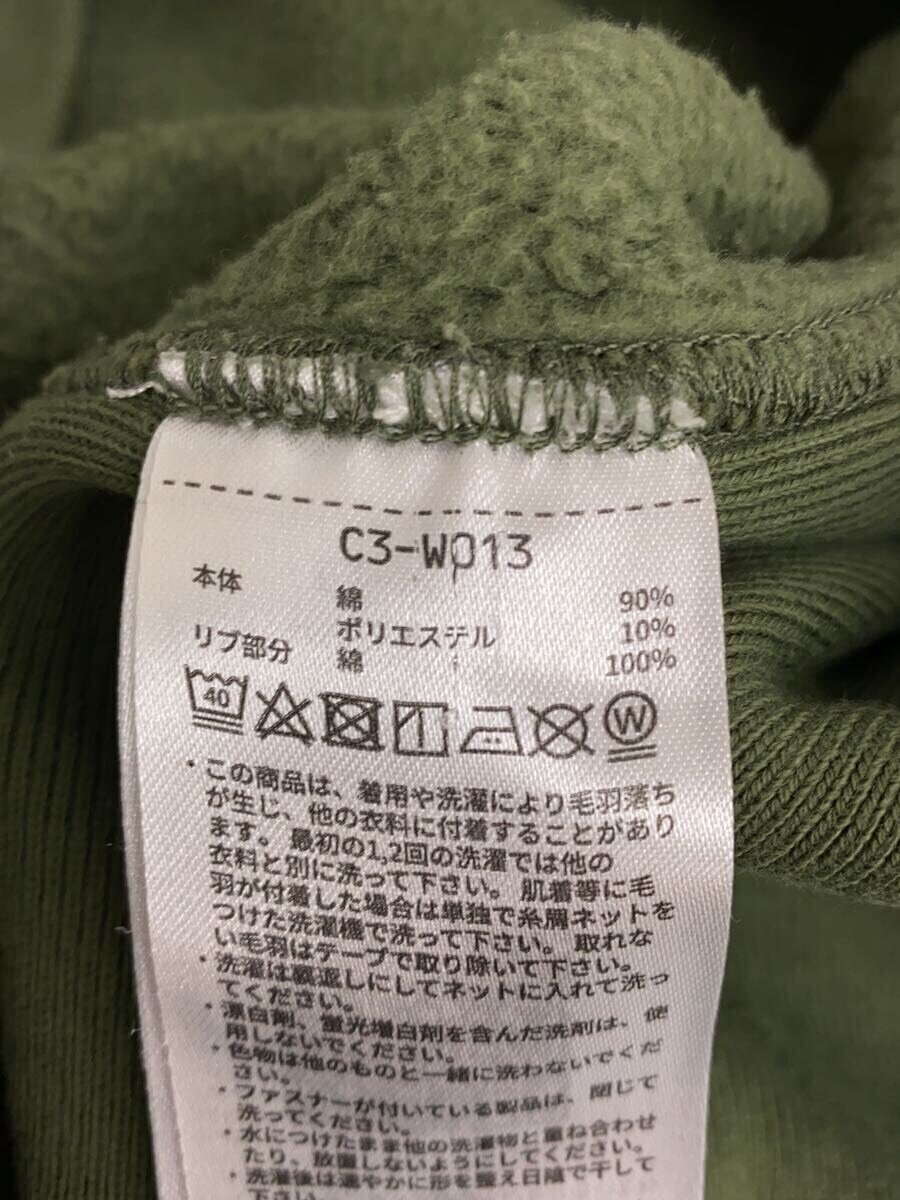 C3-W013
本体 綿 90%
ポリエステル 10%
リブ部分 綿 100%
40
W
・この商品は、着用や洗濯により毛羽落ち
が生じ、他の衣料に付着することがあり
ます。最初の1,2回の洗濯では他の
衣料と別に洗って下さい。肌着等に毛
羽が付着した場合は単独で糸屑ネットを
つけた洗濯機で洗って下さい。取れな
い毛羽はテープで取り除いて下さい。
・洗濯は裏返しにしてネットに入れて洗っ
てください。
・漂白剤、蛍光増白剤を含んだ洗剤は、使
用しないでください。
・色物は他のものと一緒に洗わないでくだ
さい。
・ファスナーが付いている製品は、閉じて
洗ってください。
・水につけたまま他の洗濯物と重ね合わせ
たり、放置しないようにしてください。
・洗濯後は速やかに形を整え日陰で干して
下さい。